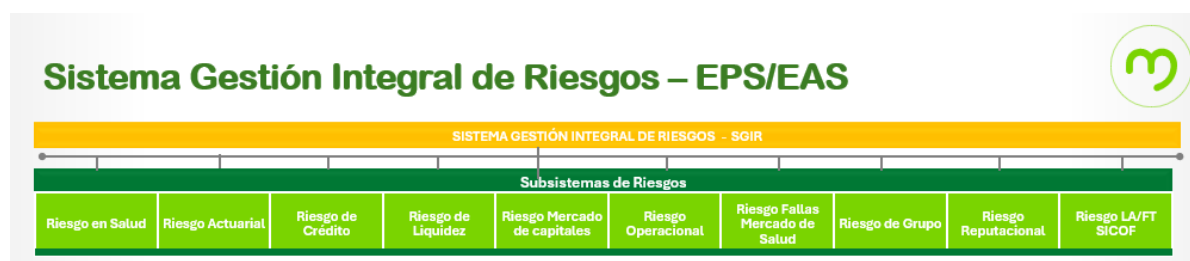 Sistema Gestión Integral de Riesgos – EPS/EAS
SISTEMA GESTIÓN INTEGRAL DE RIESGOS - SGIR
Subsistemas de Riesgos
Riesgo en Salud
Riesgo Actuarial
Riesgo de
Crédito
Riesgo de
Liquidez
Riesgo Mercado
de capitales
Riesgo
Operacional
Riesgo Fallas
Mercado de
Salud
Riesgo de Grupo
Riesgo
Reputacional
Riesgo LA/FT
SICOF